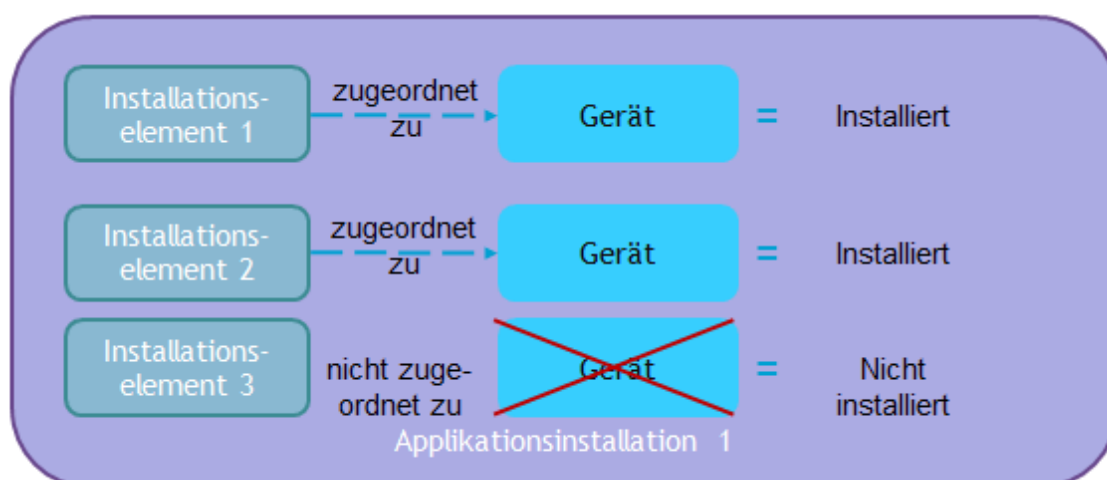 Installations-
element 1
zugeordnet
zu
Gerät
=
Installiert
Installations-
element 2
zugeordnet
zu
Gerät
=
Installiert
Installations-
element 3
nicht zuge-
ordnet zu
Gerät
=
Nicht
installiert
Applikationsinstallation 1